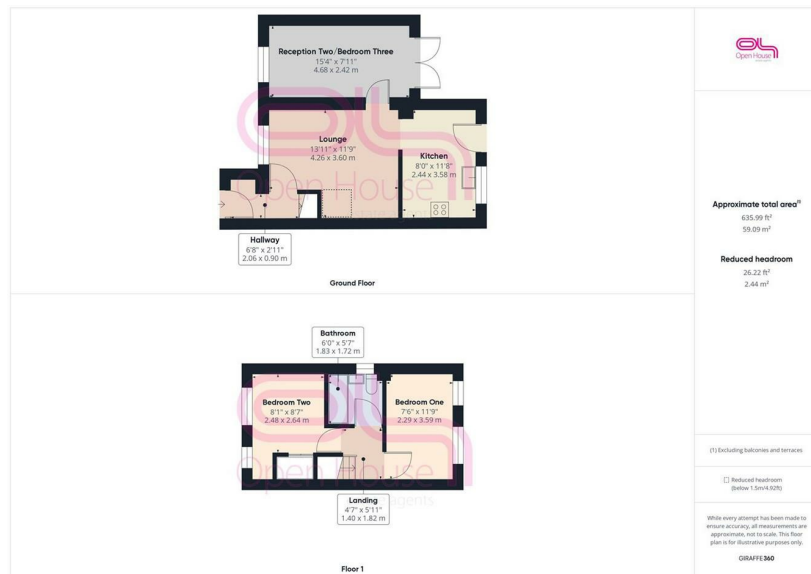 Reception Two/Bedroom Three
15'4" x 7'11"
4.68 x 2.42 m
Lounge
13'11" x 11'9"
4.26 x 3.60 m
Kitchen
8'0" x 11'8"
2.44 x 3.58 m
Open House
Hallway
6'8" x 2'11"
2.06 x 0.90 m
Ground Floor
Bathroom
6'0" x 5'7"
1.83 x 1.72 m
Bedroom Two
8'1" x 8'7"
2.48 x 2.64 m
Bedroom One
7'6" x 11'9"
2.29 x 3.59 m
Open House
agents
Landing
4'7" x 5'11"
1.40 x 1.82 m
Floor 1
Open House
Approximate total area(1)
635.99 ft²
59.09 m²
Reduced headroom
26.22 ft²
2.44 m²
(1) Excluding balconies and terraces
Reduced headroom
(below 1.5m/4.92ft)
While every attempt has been made to
ensure accuracy, all measurements are
approximate, not to scale. This floor
plan is for illustrative purposes only.
GIRAFFE360